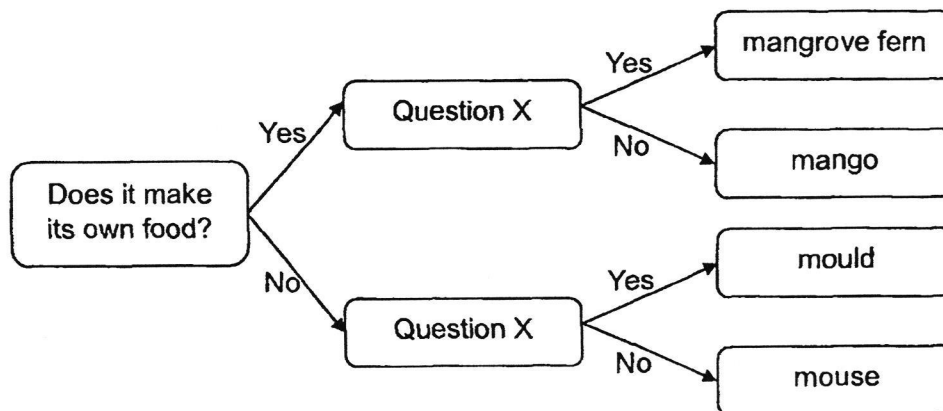 Does it make
its own food?
Yes
No
Question X
Question X
Yes
No
Yes
No
mangrove fern
mango
mould
mouse